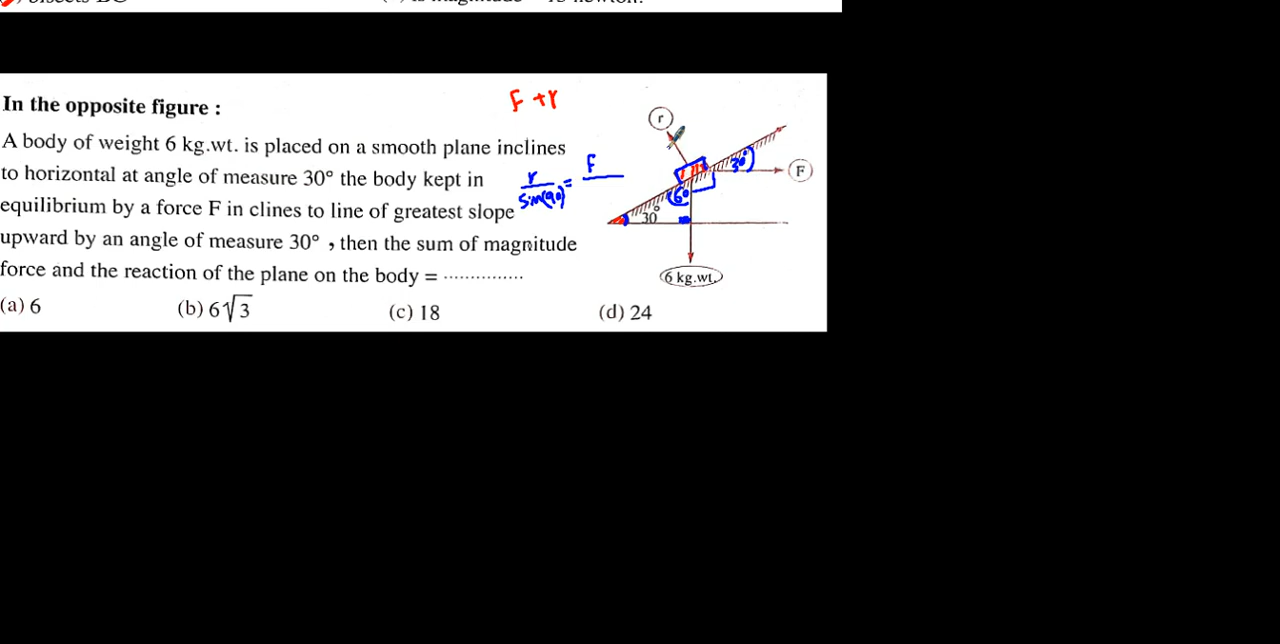 In the opposite figure :
F + r
A body of weight 6 kg.wt. is placed on a smooth plane inclines
to horizontal at angle of measure 30° the body kept in
equilibrium by a force F in clines to line of greatest slope
upward by an angle of measure 30° , then the sum of magnitude
force and the reaction of the plane on the body = ...............
(a) 6 (b) 6√3 (c) 18 (d) 24
r / sin(90) = F
r
30°
F
60
30°
6 kg.wt.